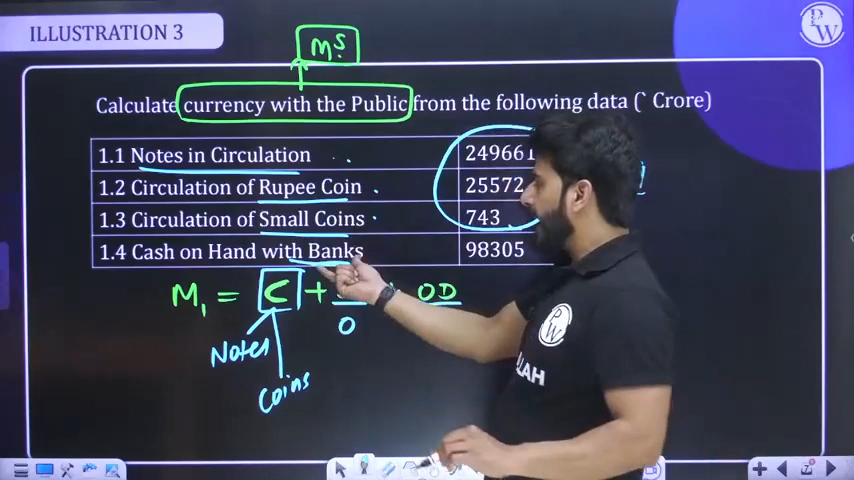 ILLUSTRATION 3
PW
MS
Calculate currency with the Public from the following data (` Crore)
1.1 Notes in Circulation
1.2 Circulation of Rupee Coin 25572
1.3 Circulation of Small Coins 743
1.4 Cash on Hand with Banks 98305
M1 = C + OD
0
Notes
Coins
PW